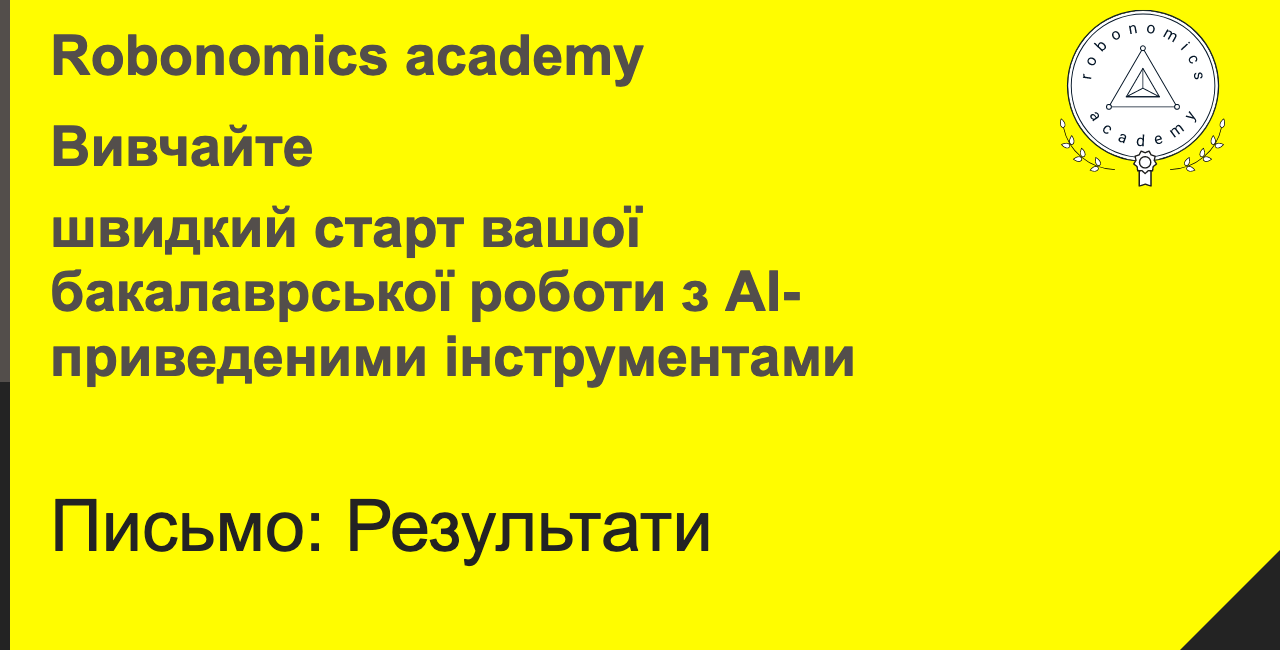 Robonomics academy
Вивчайте
швидкий старт вашої
бакалаврської роботи з AI-
приведеними інструментами
Письмо: Результати
robonomics
academy